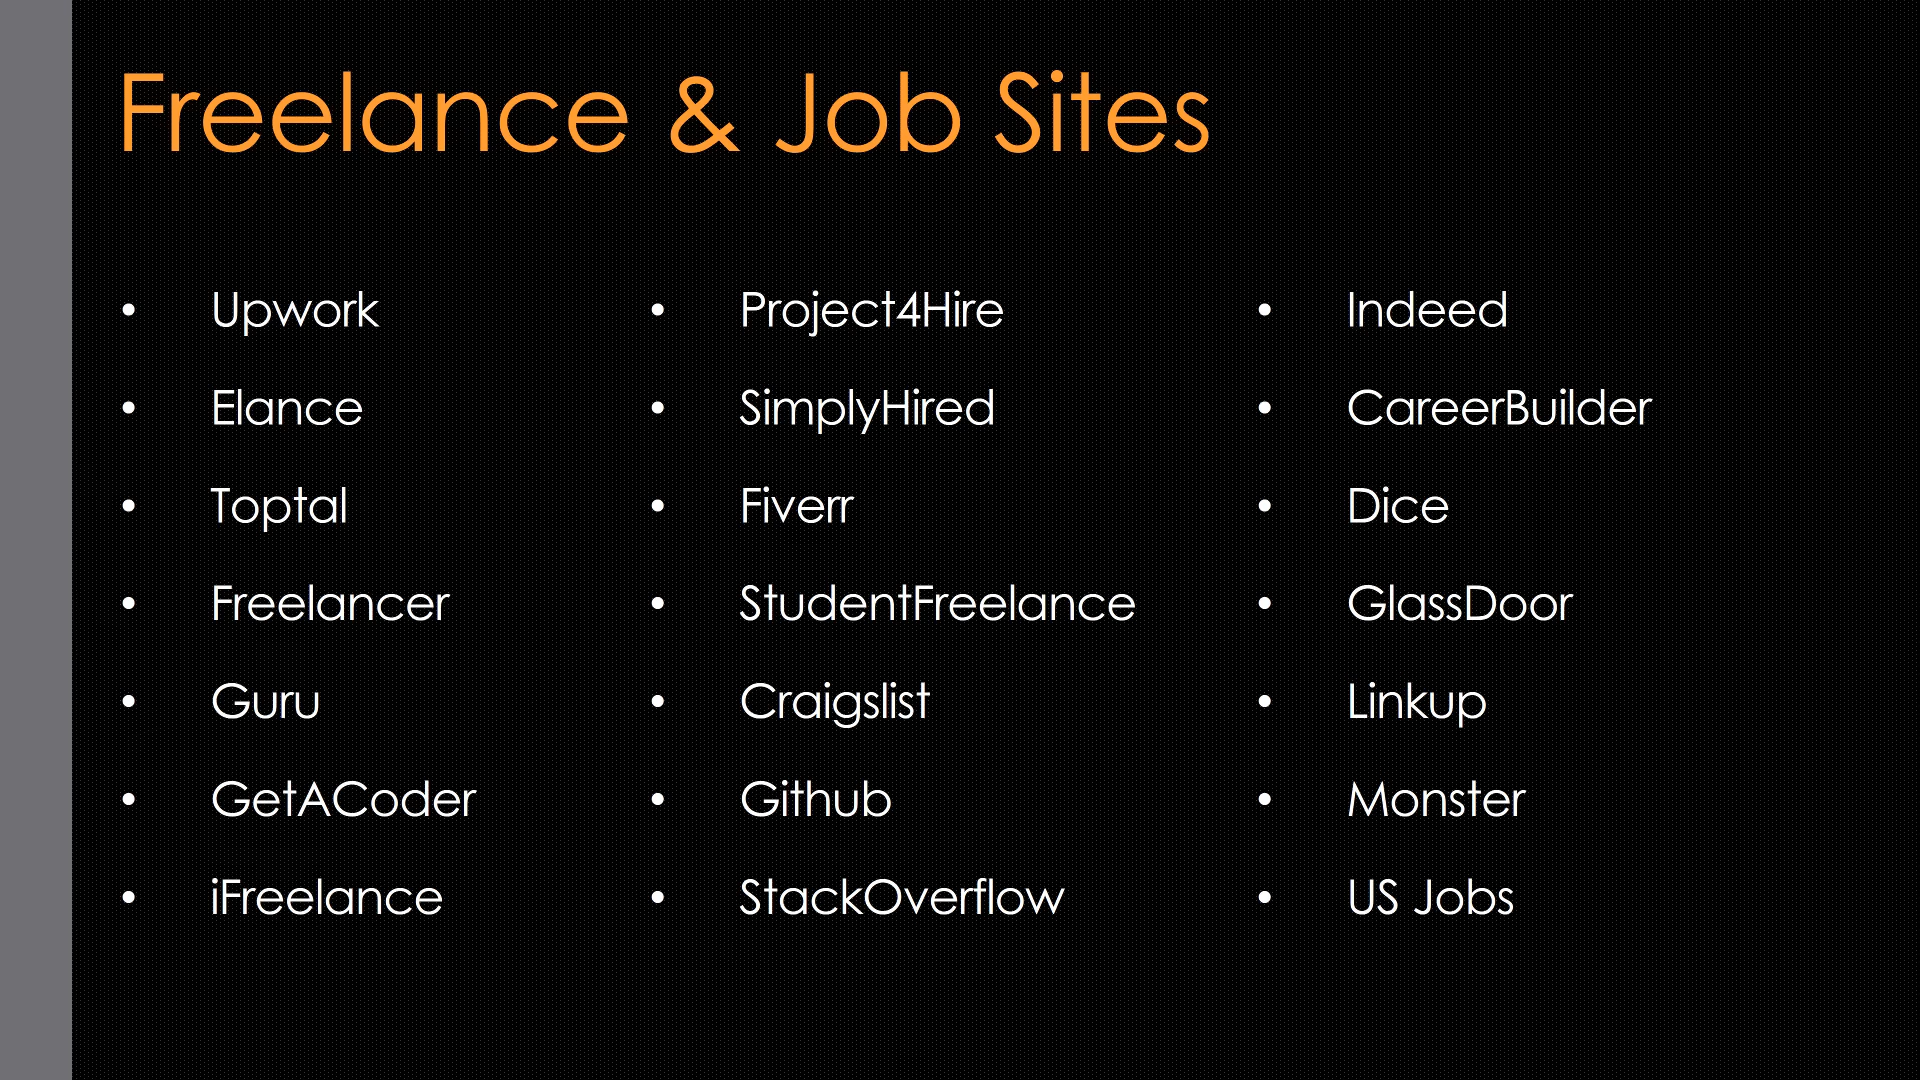 Freelance & Job Sites
• Upwork
• Elance
• Toptal
• Freelancer
• Guru
• GetACoder
• iFreelance
• Project4Hire
• SimplyHired
• Fiverr
• StudentFreelance
• Craigslist
• Github
• StackOverflow
• Indeed
• CareerBuilder
• Dice
• GlassDoor
• Linkup
• Monster
• US Jobs